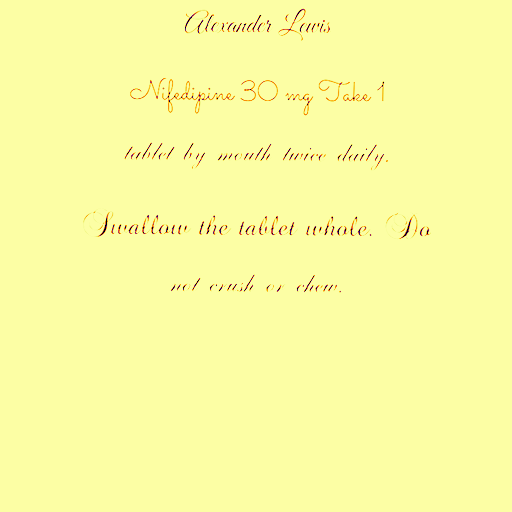 Alexander Lewis
Nifedipine 30 mg Take 1
tablet by mouth twice daily.
Swallow the tablet whole. Do
not crush or chew.